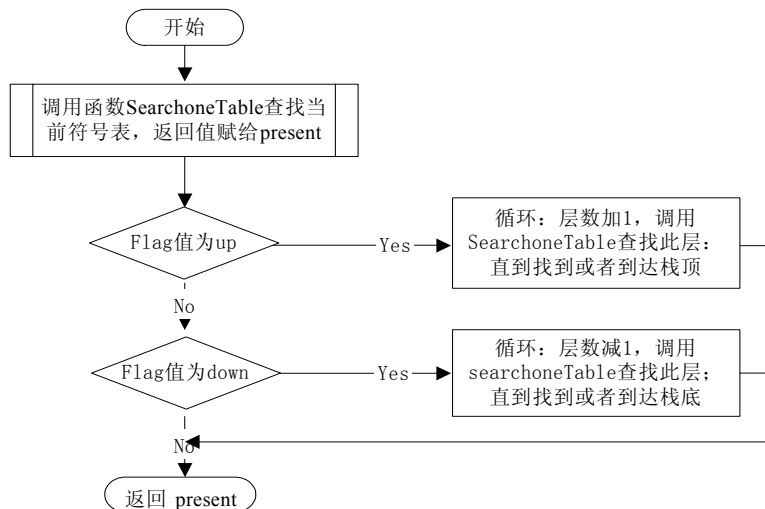 开始
调用函数SearchoneTable查找当
前符号表，返回值赋给present
Flag值为up
Yes
循环：层数加1，调用
SearchoneTable查找此层：
直到找到或者到达栈顶
No
Flag值为down
Yes
循环：层数减1，调用
searchoneTable查找此层；
直到找到或者到达栈底
No
返回 present